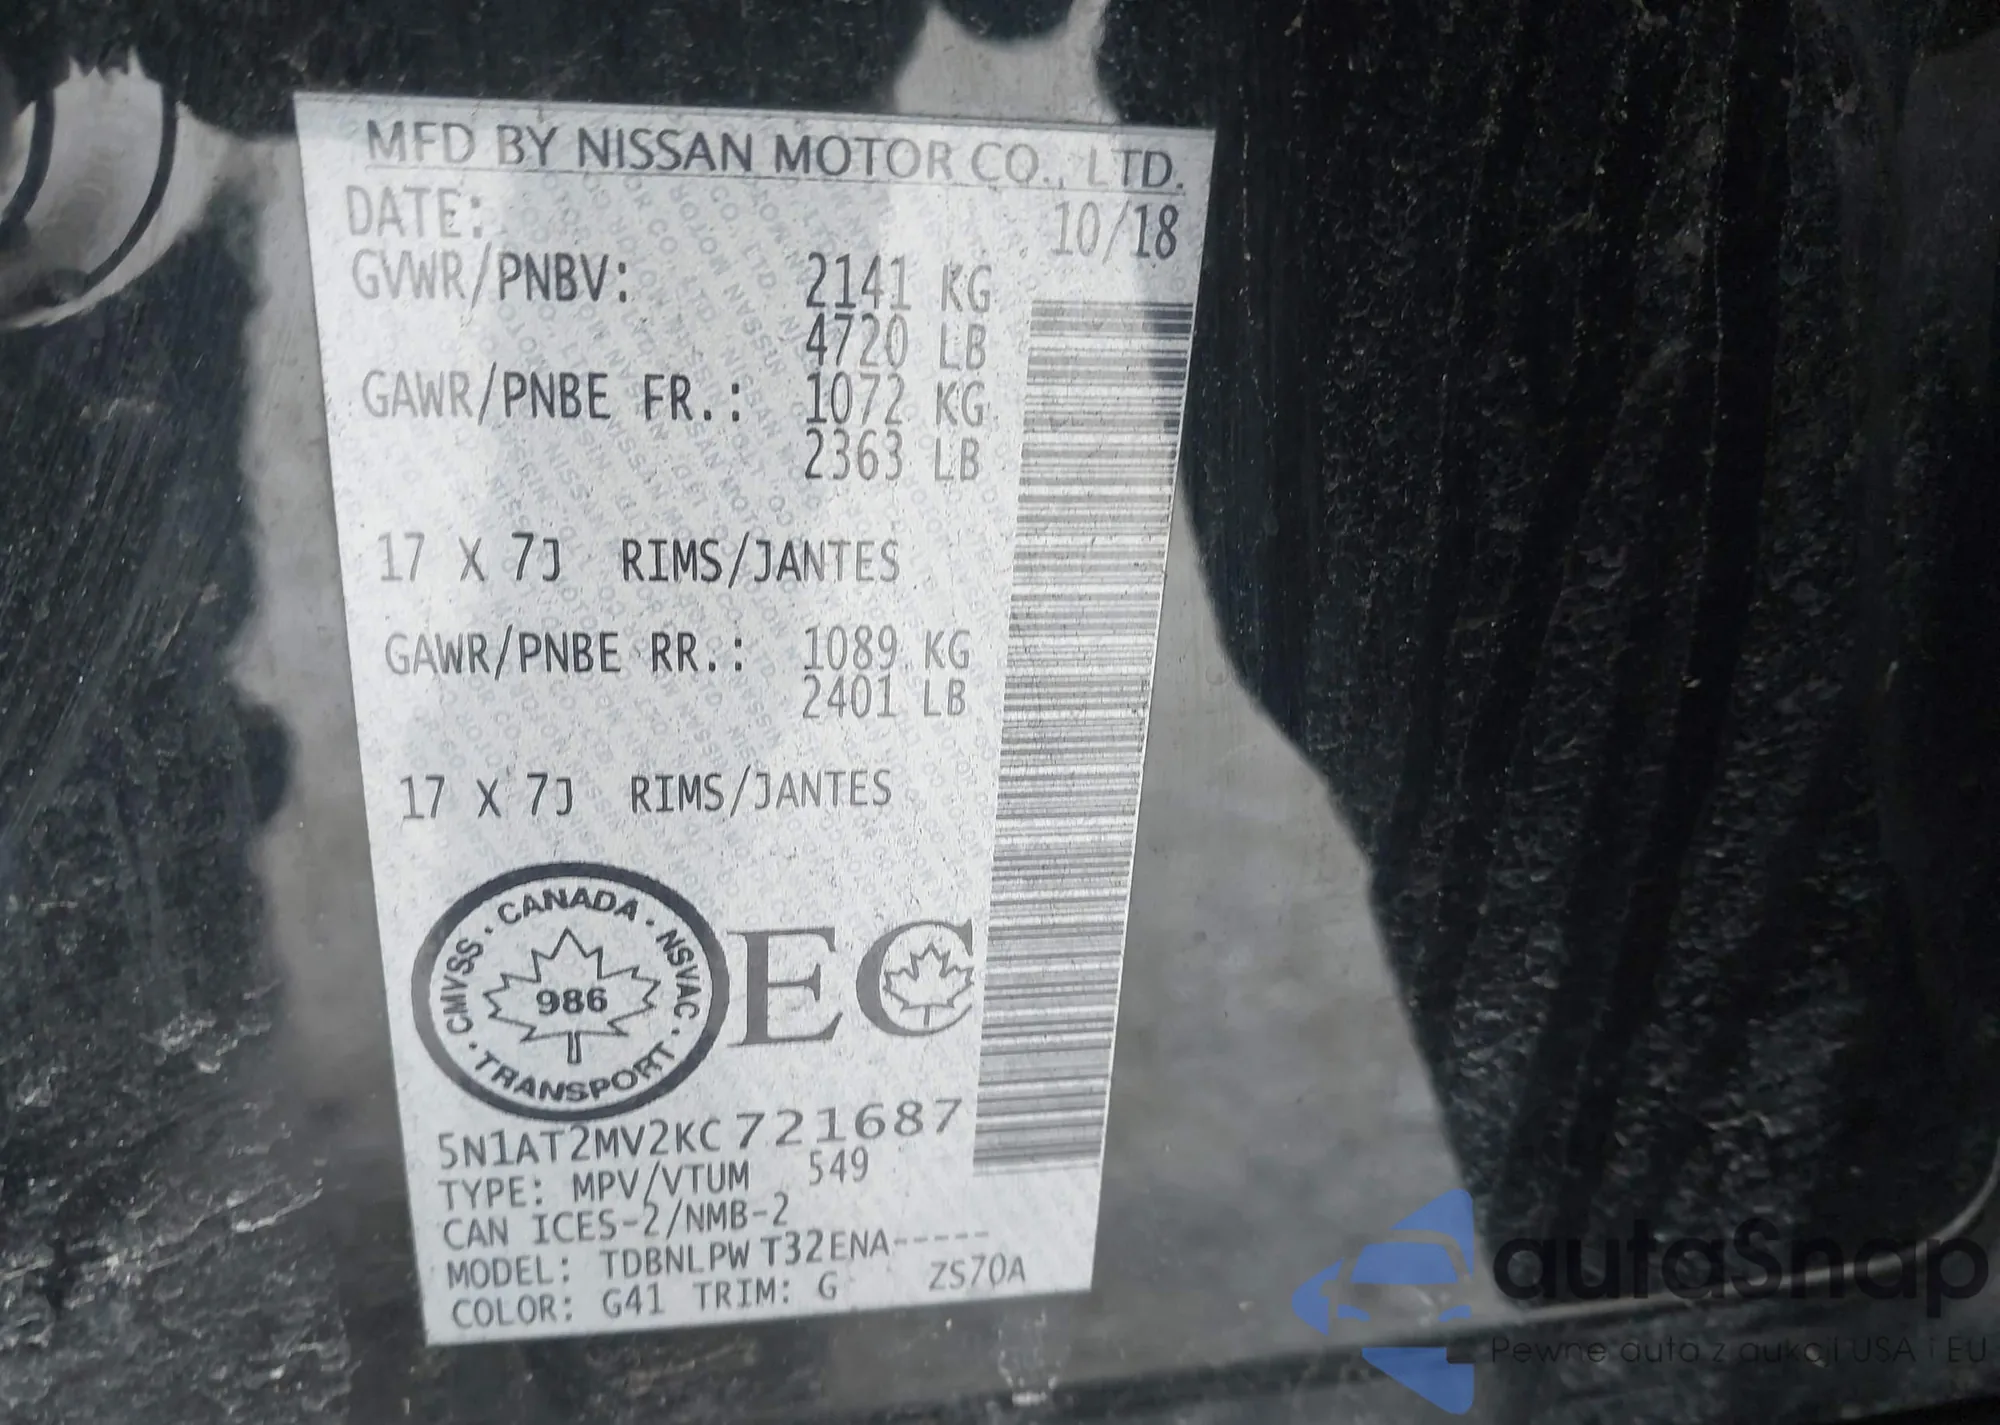 MFD BY NISSAN MOTOR CO., LTD.
DATE: 10/18
GVWR/PNBV: 2141 KG
4720 LB
GAWR/PNBE FR.: 1072 KG
2363 LB
17 X 7J RIMS/JANTES
GAWR/PNBE RR.: 1089 KG
2401 LB
17 X 7J RIMS/JANTES
CMVSS · CANADA · NSVAC · TRANSPORT ·
986
EC
5N1AT2MV2KC721687
TYPE: MPV/VTUM 549
CAN ICES-2/NMB-2
MODEL: TDBNLPW T32ENA-----
COLOR: G41 TRIM: G ZS70A
autaSnap
Pewne auta z aukcji USA i EU